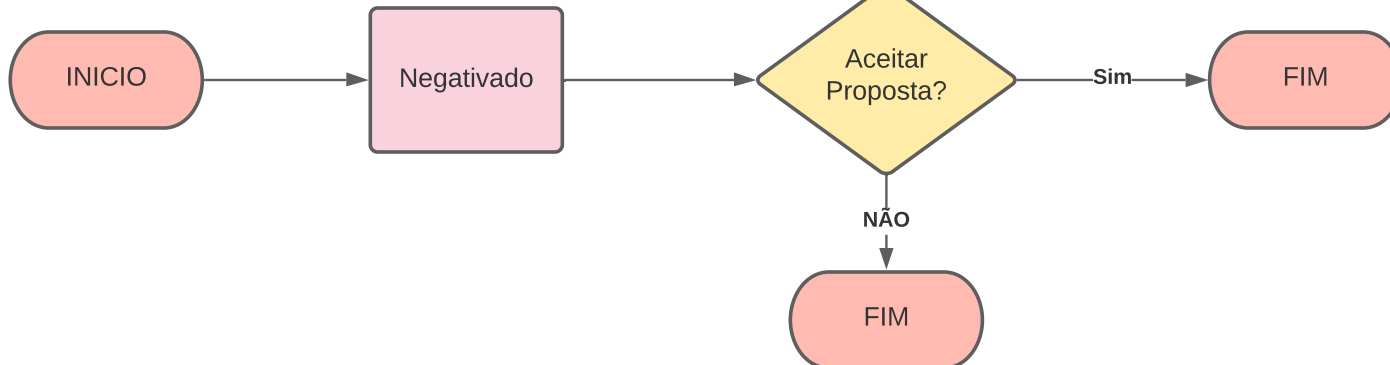 INICIO
Negativado
Aceitar
Proposta?
Sim
FIM
NÃO
FIM